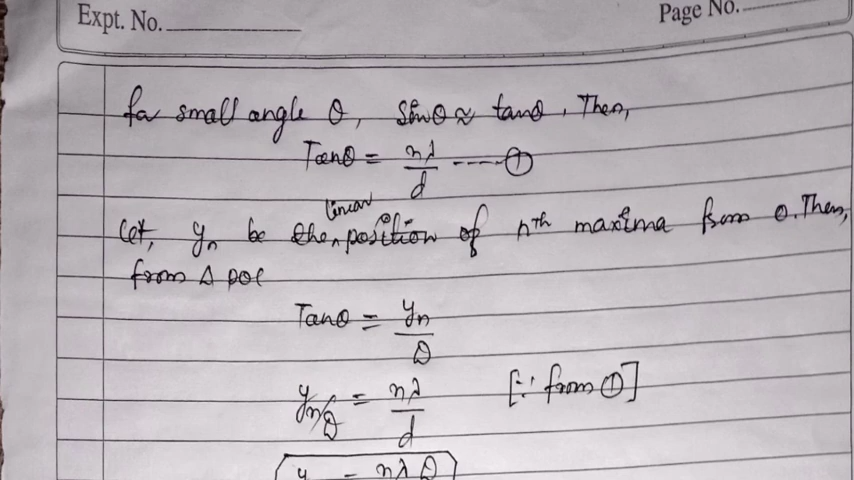 Expt. No.
Page No.
for small angle θ, Sinθ ≈ tanθ. Then,
Tanθ = nλ/d ----- ①
linear
Let, yn be the ^ position of nth maxima from O. Then,
from Δ POC
Tanθ = yn/D
yn/D = nλ/d [∵ from ①]
y = nλD